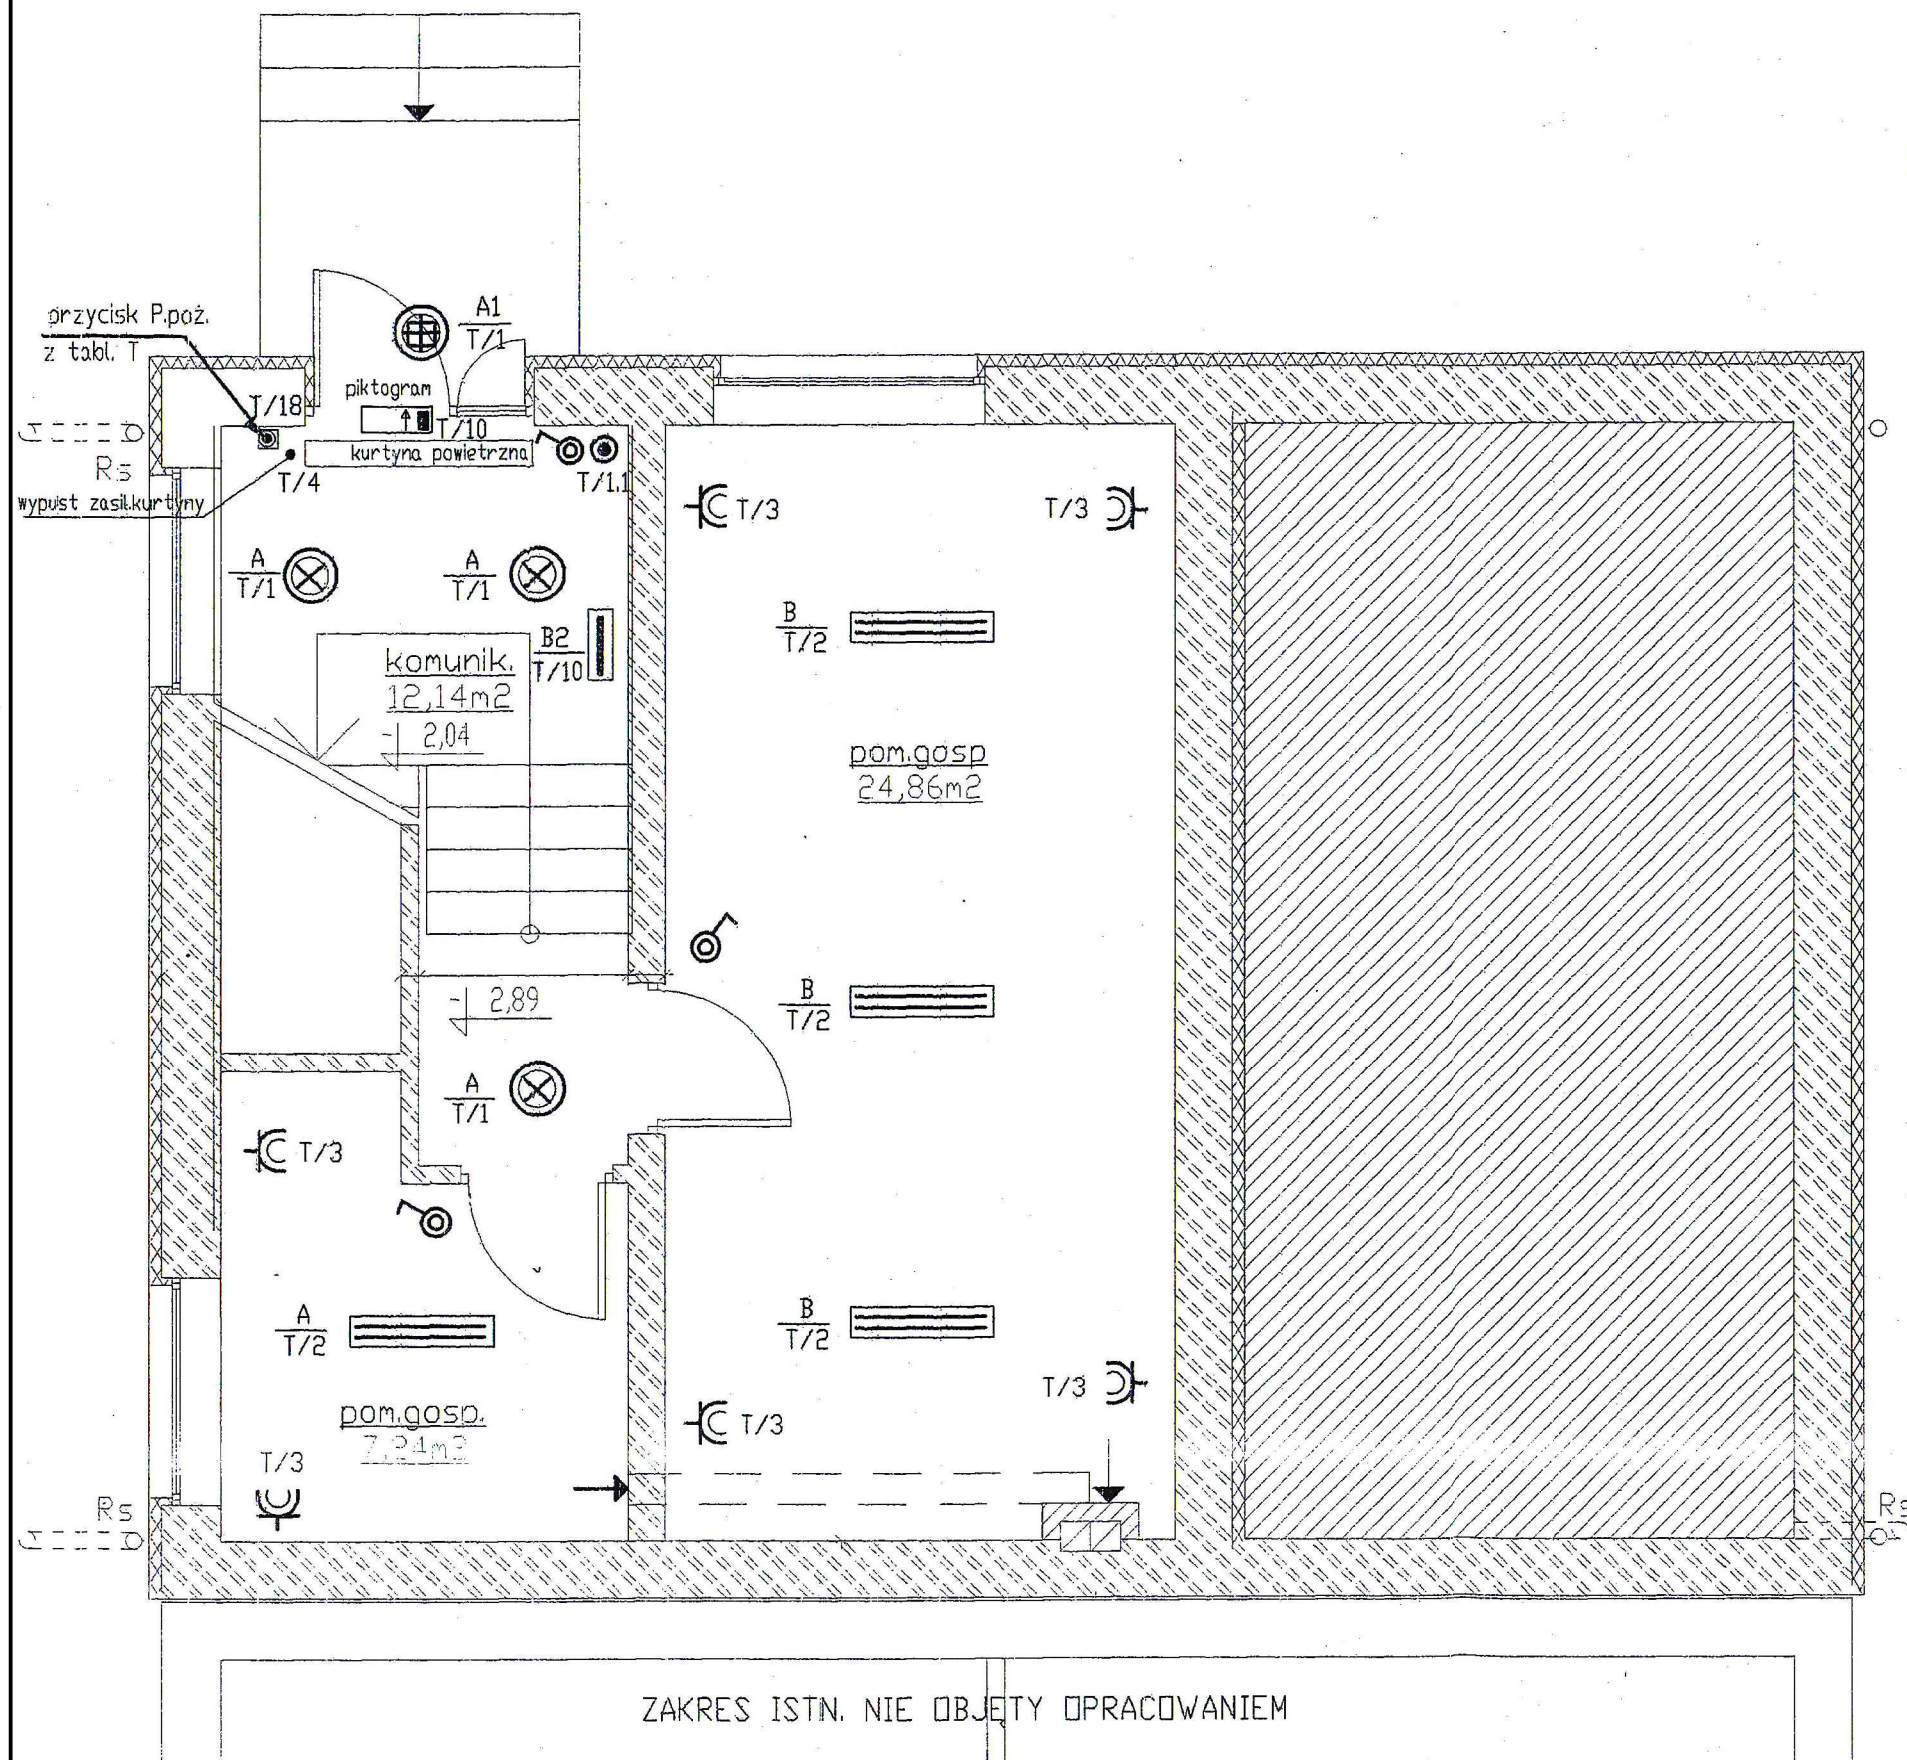 A1
T/1
przycisk P.poż.
z tabl. T
piktogram
T/18
T/10
kurtyna powietrzna
Rs
T/4
T/1.1
wypust zasil.kurtyny
T/3
T/3
A
T/1
A
T/1
B
T/2
B2
T/10
komunik.
12,14m2
- 2,04
pom.gosp
24,86m2
- 2,89
B
T/2
A
T/1
T/3
A
T/2
B
T/2
T/3
T/3
pom.gosp.
7,24m2
T/3
Rs
Rs
ZAKRES ISTN. NIE OBJĘTY OPRACOWANIEM